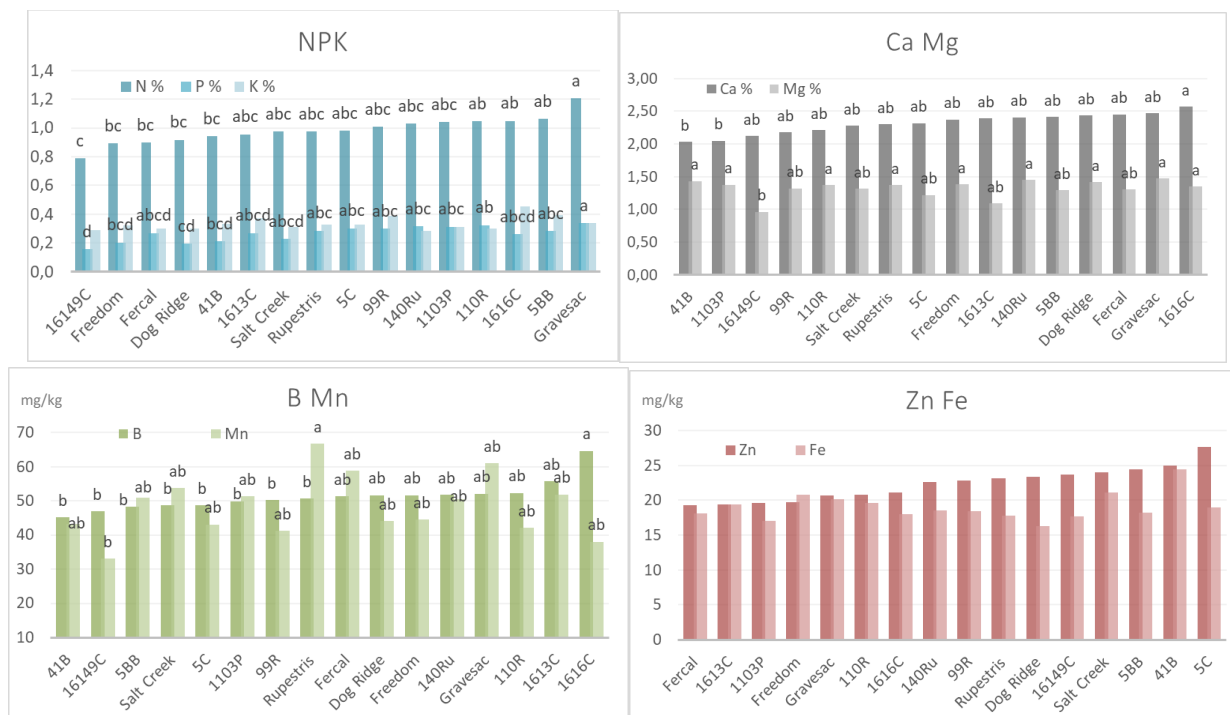 NPK
N % P % K %
1,4
1,2
1,0
0,8
0,6
0,4
0,2
0,0
c bc bc bc bc abc abc abc abc abc abc abc ab ab ab a
d bcd abcd cd bcd abcd abcd abc abc abc abc abc ab abcd abc a
16149C Freedom Fercal Dog Ridge 41B 1613C Salt Creek Rupestris 5C 99R 140Ru 1103P 110R 1616C 5BB Gravesac
Ca Mg
Ca % Mg %
3,00
2,50
2,00
1,50
1,00
0,50
0,00
b b ab ab ab ab ab ab ab ab ab ab ab ab ab a
a a b ab a ab a ab a ab a ab a ab a a
41B 1103P 16149C 99R 110R Salt Creek Rupestris 5C Freedom 1613C 140Ru 5BB Dog Ridge Fercal Gravesac 1616C
mg/kg
B Mn
B Mn
70
60
50
40
30
20
10
b b b b b b b b ab ab ab ab ab ab ab a
ab b ab ab ab ab ab a ab ab ab ab ab ab ab ab
41B 16149C 5BB Salt Creek 5C 1103P 99R Rupestris Fercal Dog Ridge Freedom 140Ru Gravesac 110R 1613C 1616C
mg/kg
Zn Fe
Zn Fe
30
25
20
15
10
5
0
Fercal 1613C 1103P Freedom Gravesac 110R 1616C 140Ru 99R Rupestris Dog Ridge 16149C Salt Creek 5BB 41B 5C